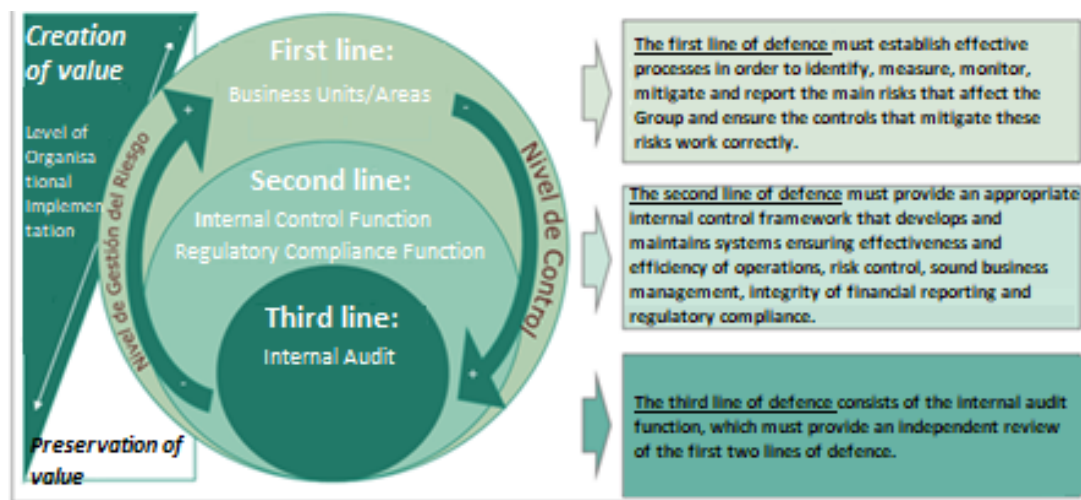 Creation
of value
Level of
Organisa
tional
Implemen
tation
Preservation of
value
Nivel de Gestión del Riesgo
+
-
First line:
Business Units/Areas
Second line:
Internal Control Function
Regulatory Compliance Function
Third line:
Internal Audit
-
+
Nivel de Control
The first line of defence must establish effective
processes in order to identify, measure, monitor,
mitigate and report the main risks that affect the
Group and ensure the controls that mitigate these
risks work correctly.
The second line of defence must provide an appropriate
internal control framework that develops and
maintains systems ensuring effectiveness and
efficiency of operations, risk control, sound business
management, integrity of financial reporting and
regulatory compliance.
The third line of defence consists of the internal audit
function, which must provide an independent review
of the first two lines of defence.